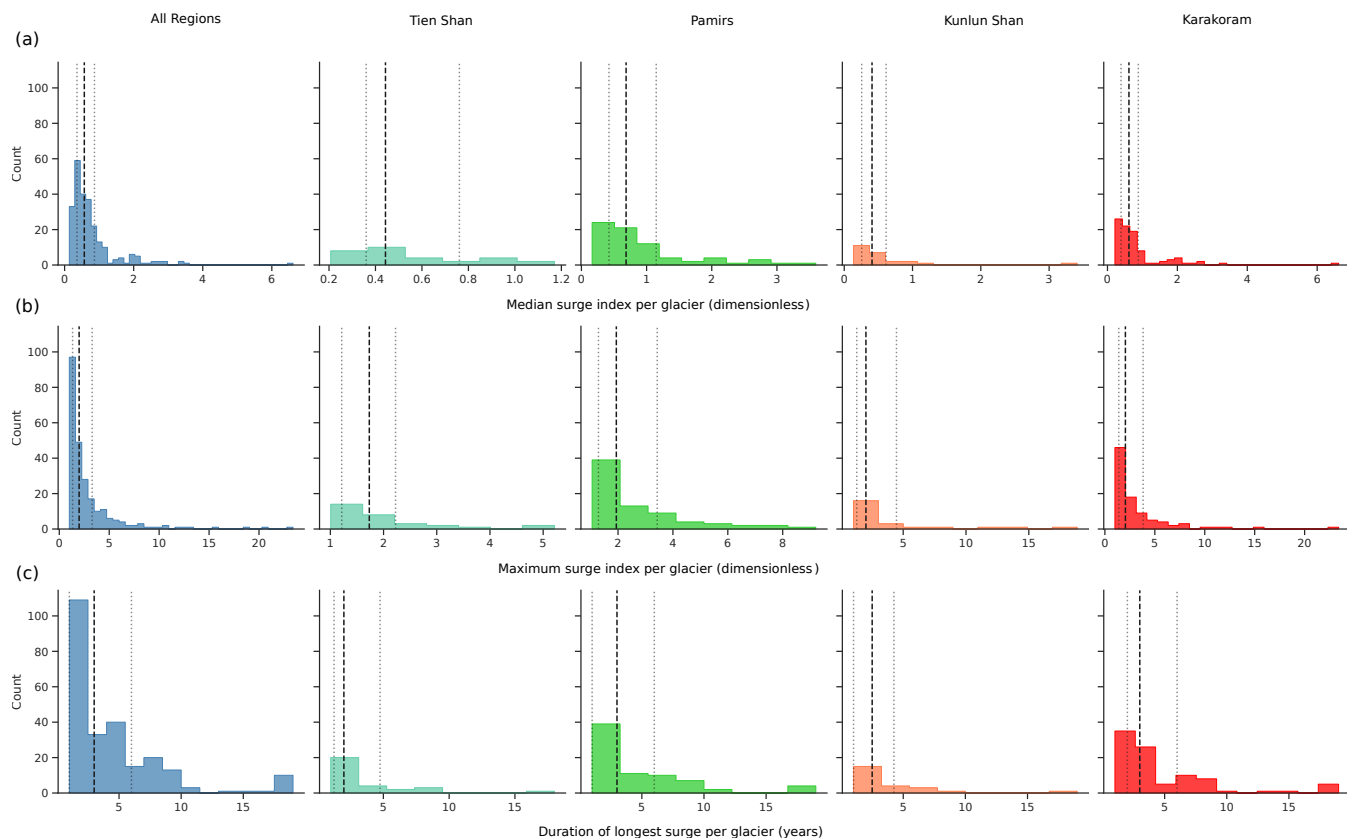 All Regions Tien Shan Pamirs Kunlun Shan Karakoram
(a)
Count
100
80
60
40
20
0
0 2 4 6
0.2 0.4 0.6 0.8 1.0 1.2
0 1 2 3
0 1 2 3
0 2 4 6
Median surge index per glacier (dimensionless)
(b)
Count
100
80
60
40
20
0
0 5 10 15 20
1 2 3 4 5
2 4 6 8
5 10 15
0 5 10 15 20
Maximum surge index per glacier (dimensionless)
(c)
Count
100
80
60
40
20
0
5 10 15
5 10 15
5 10 15
5 10 15
5 10 15
Duration of longest surge per glacier (years)